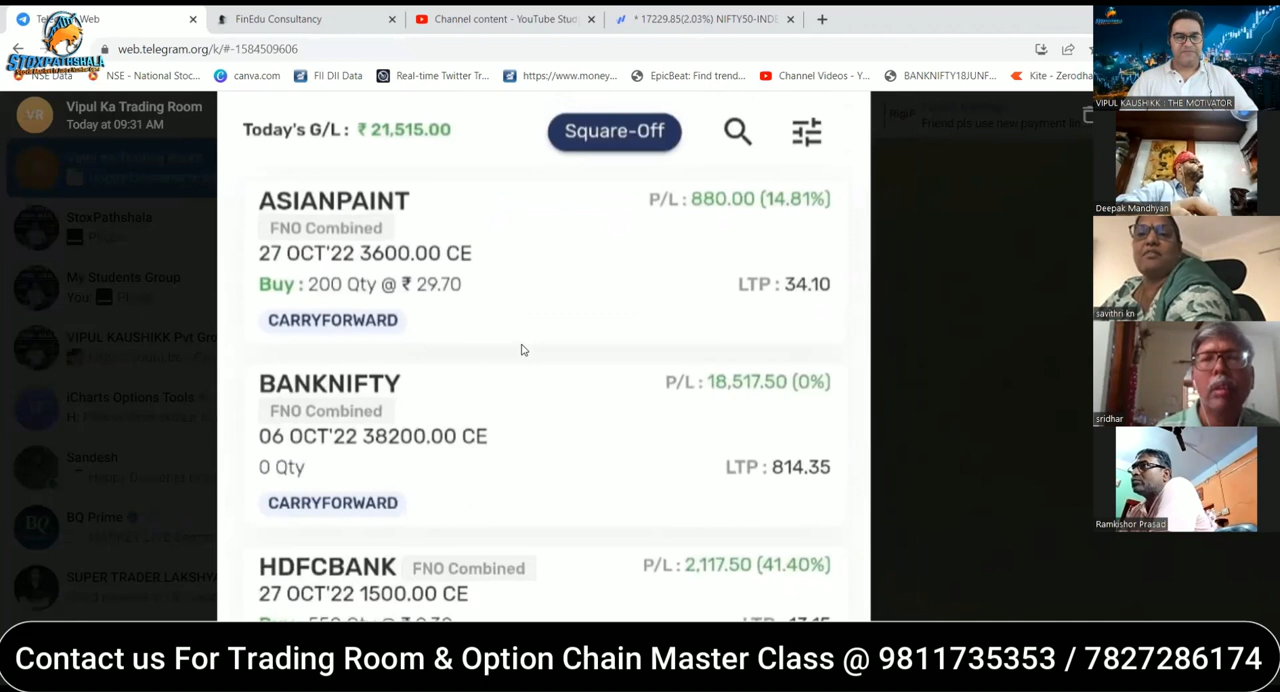 Telegram Web
FinEdu Consultancy
Channel content - YouTube Stud
* 17229.85(2.03%) NIFTY50-INDE
STOXPATHSHALA
web.telegram.org/k/#-1584509606
NSE Data
NSE - National Stoc...
canva.com
FII DII Data
Real-time Twitter Tr...
https://www.money...
EpicBeat: Find trend...
Channel Videos - Y...
BANKNIFTY18JUNF...
Kite - Zerodha
VR
Vipul Ka Trading Room
Today at 09:31 AM
StoxPathshala
Photo
My Students Group
You: Photo
VIPUL KAUSHIKK Pvt Gro
iCharts Options Tools
Sandesh
BQ
BQ Prime
SUPER TRADER LAKSHYA
Friend pls use new payment lin
Today's G/L : ₹ 21,515.00
Square-Off
ASIANPAINT
P/L : 880.00 (14.81%)
FNO Combined
27 OCT'22 3600.00 CE
Buy : 200 Qty @ ₹ 29.70
LTP : 34.10
CARRYFORWARD
BANKNIFTY
P/L : 18,517.50 (0%)
FNO Combined
06 OCT'22 38200.00 CE
0 Qty
LTP : 814.35
CARRYFORWARD
HDFCBANK
FNO Combined
P/L : 2,117.50 (41.40%)
27 OCT'22 1500.00 CE
VIPUL KAUSHIKK : THE MOTIVATOR
Deepak Mandhyan
savithri kn
sridhar
Ramkishor Prasad
Contact us For Trading Room & Option Chain Master Class @ 9811735353 / 7827286174